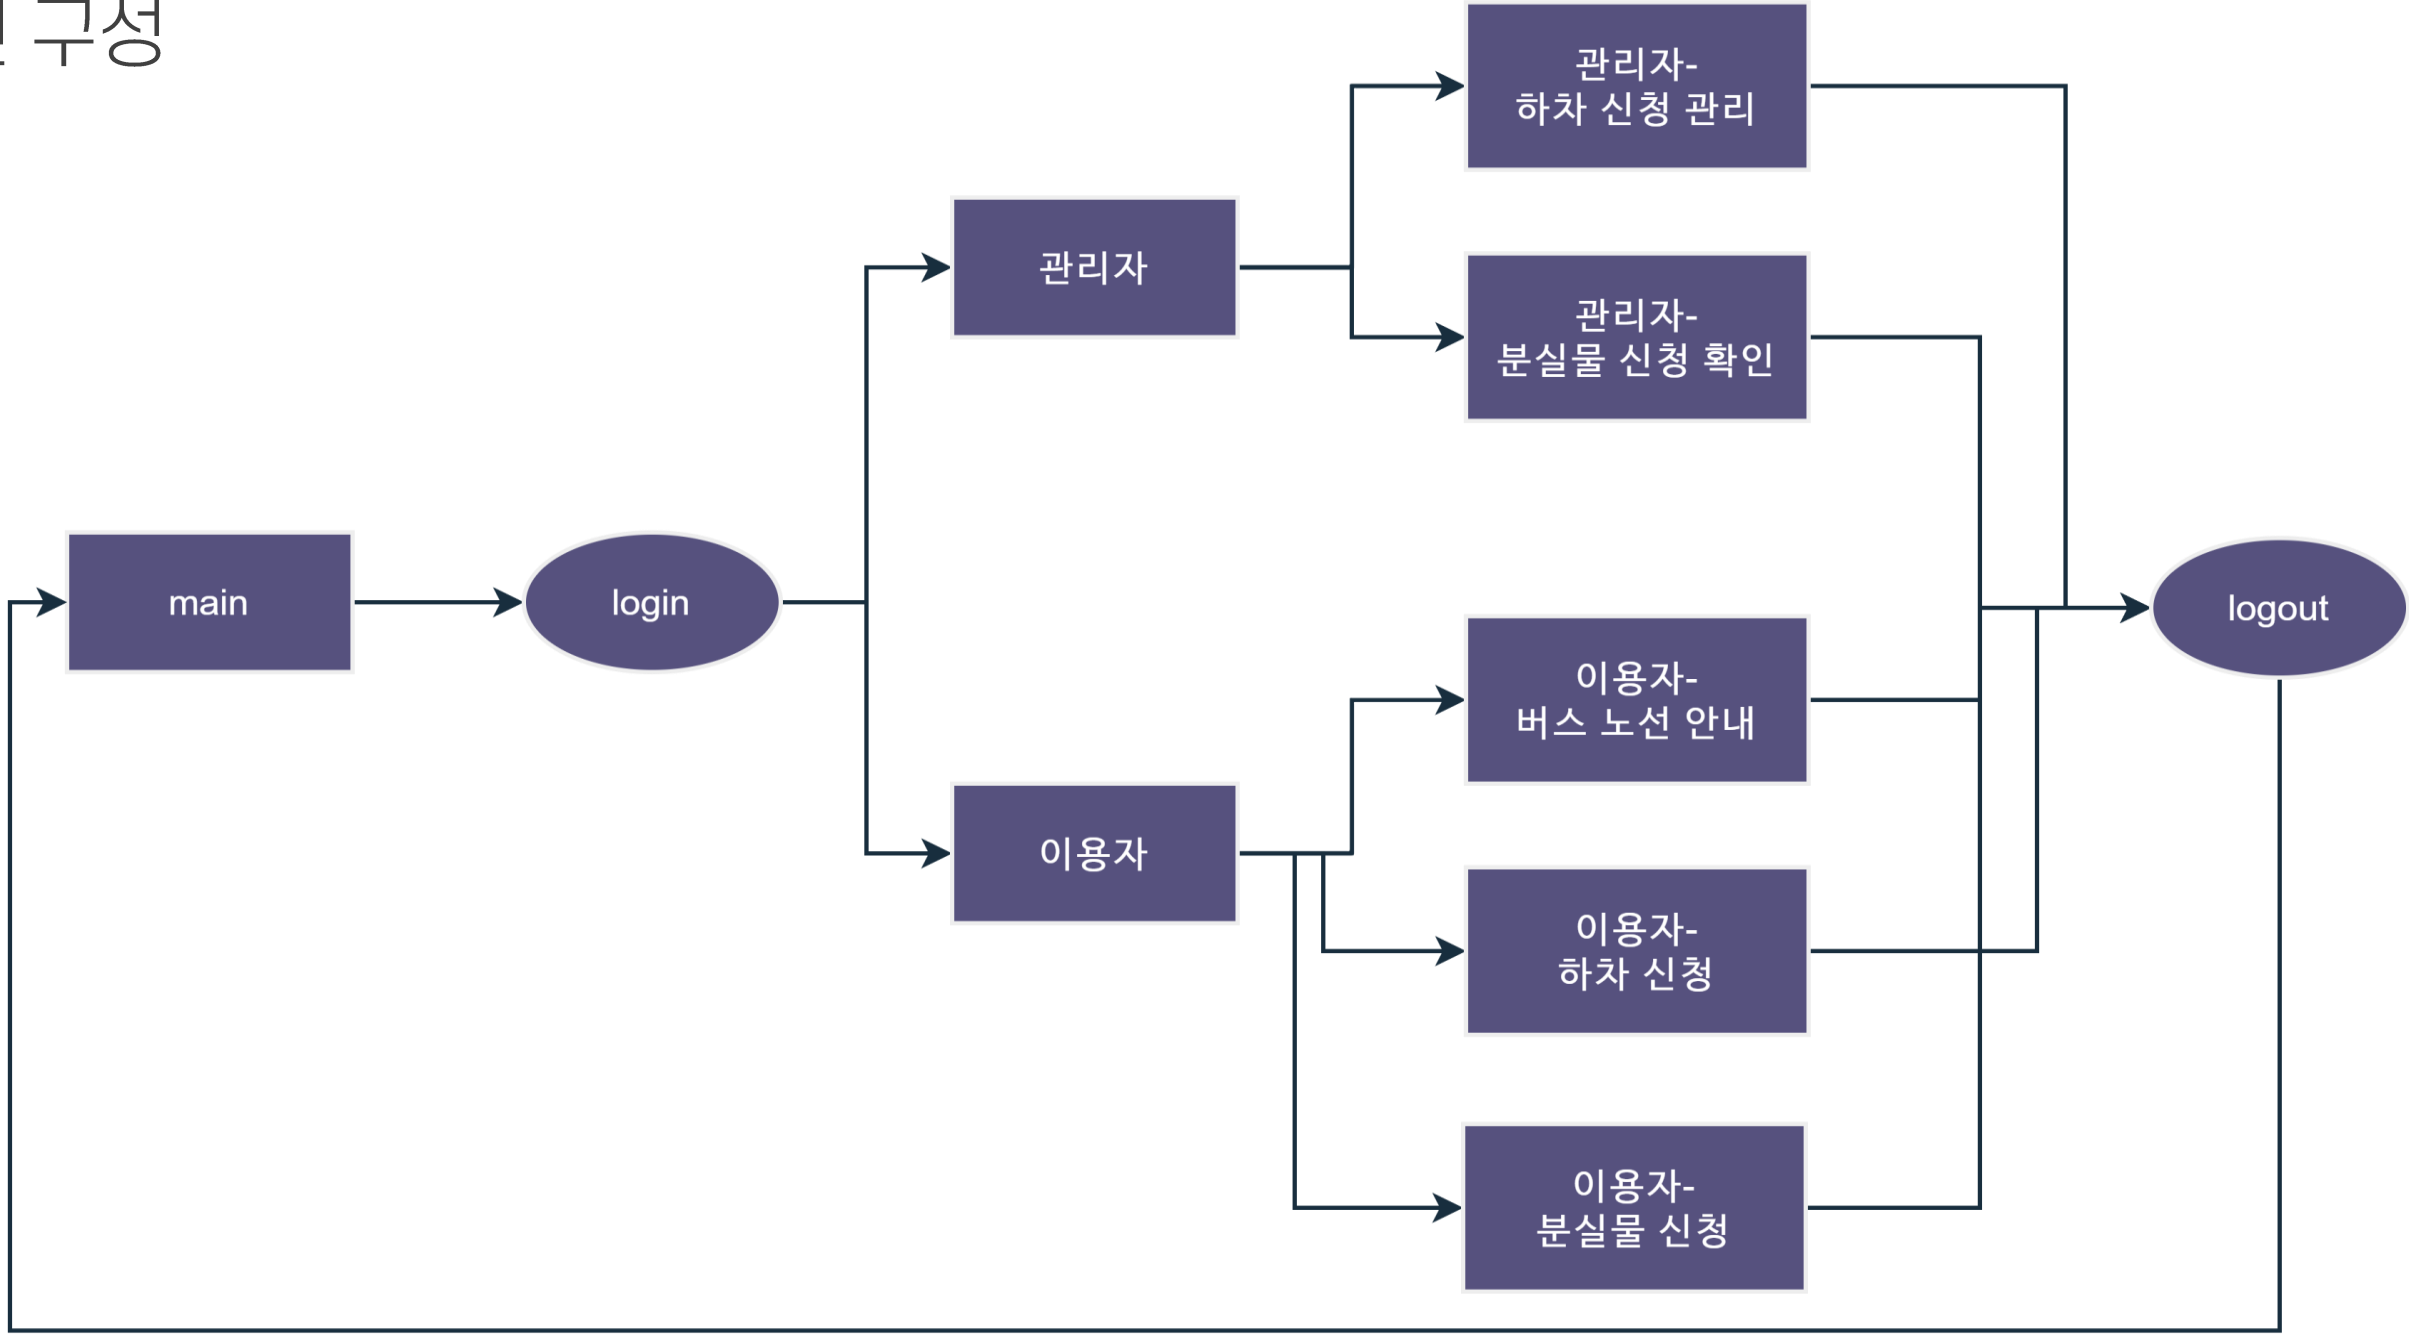 구성
관리자-
하차 신청 관리
관리자
관리자-
분실물 신청 확인
main
login
logout
이용자-
버스 노선 안내
이용자
이용자-
하차 신청
이용자-
분실물 신청